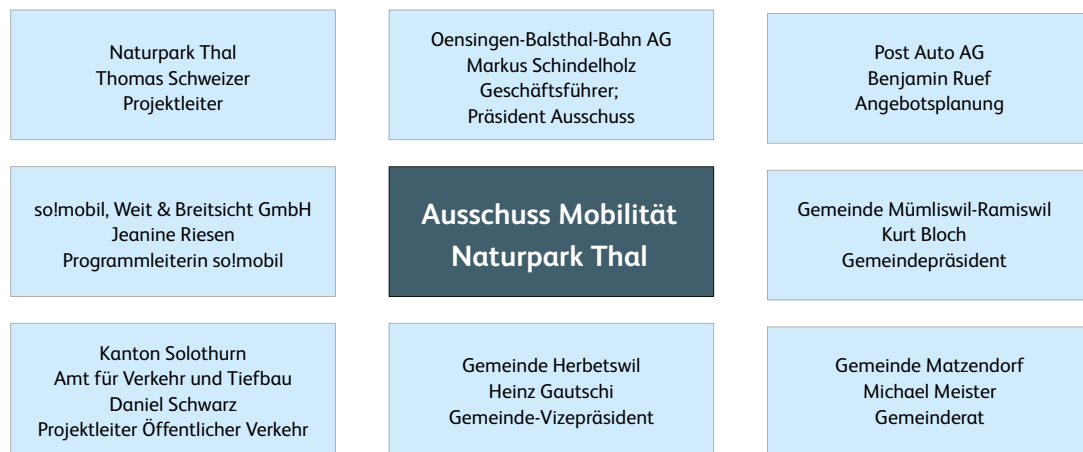 Naturpark Thal
Thomas Schweizer
Projektleiter
Oensingen-Balsthal-Bahn AG
Markus Schindelholz
Geschäftsführer;
Präsident Ausschuss
Post Auto AG
Benjamin Ruef
Angebotsplanung
so!mobil, Weit & Breitsicht GmbH
Jeanine Riesen
Programmleiterin so!mobil
Ausschuss Mobilität
Naturpark Thal
Gemeinde Mümliswil-Ramiswil
Kurt Bloch
Gemeindepräsident
Kanton Solothurn
Amt für Verkehr und Tiefbau
Daniel Schwarz
Projektleiter Öffentlicher Verkehr
Gemeinde Herbetswil
Heinz Gautschi
Gemeinde-Vizepräsident
Gemeinde Matzendorf
Michael Meister
Gemeinderat